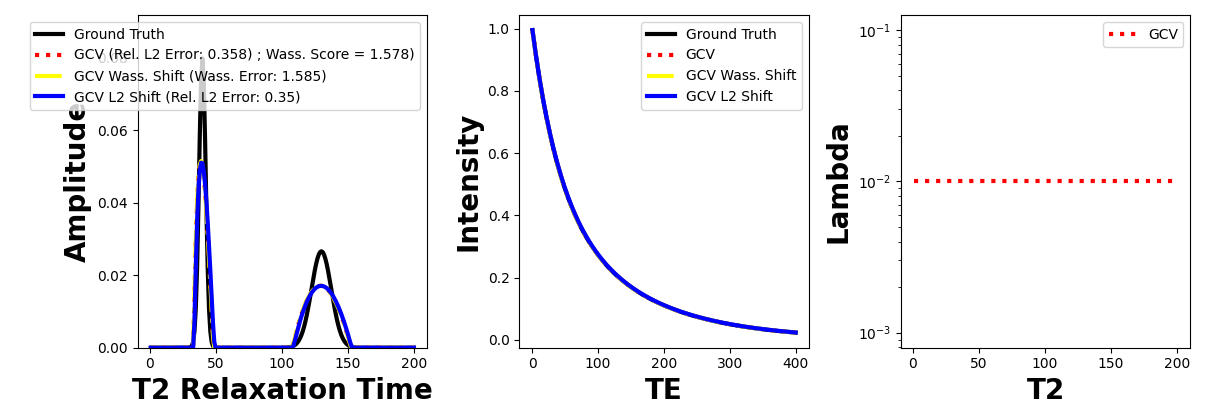 Ground Truth
GCV (Rel. L2 Error: 0.358) ; Wass. Score = 1.578)
GCV Wass. Shift (Wass. Error: 1.585)
GCV L2 Shift (Rel. L2 Error: 0.35)
0.08
0.06
0.04
0.02
0.00
Amplitude
0 50 100 150 200
T2 Relaxation Time
Ground Truth
GCV
GCV Wass. Shift
GCV L2 Shift
1.0
0.8
0.6
0.4
0.2
0.0
Intensity
0 100 200 300 400
TE
GCV
10⁻¹
10⁻²
10⁻³
Lambda
0 50 100 150 200
T2